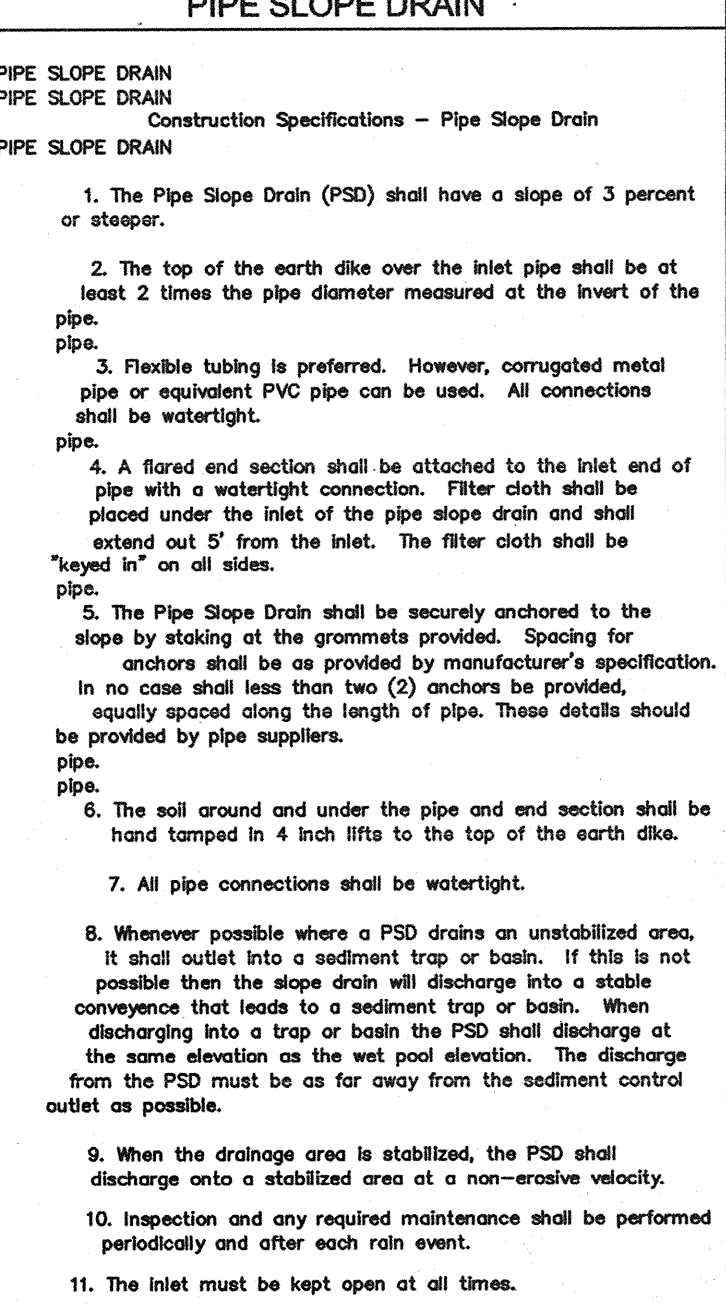 PIPE SLOPE DRAIN
PIPE SLOPE DRAIN
PIPE SLOPE DRAIN
Construction Specifications – Pipe Slope Drain
PIPE SLOPE DRAIN
1. The Pipe Slope Drain (PSD) shall have a slope of 3 percent
or steeper.
2. The top of the earth dike over the inlet pipe shall be at
least 2 times the pipe diameter measured at the invert of the
pipe.
pipe.
3. Flexible tubing is preferred. However, corrugated metal
pipe or equivalent PVC pipe can be used. All connections
shall be watertight.
pipe.
4. A flared end section shall be attached to the inlet end of
pipe with a watertight connection. Filter cloth shall be
placed under the inlet of the pipe slope drain and shall
extend out 5' from the inlet. The filter cloth shall be
"keyed in" on all sides.
pipe.
5. The Pipe Slope Drain shall be securely anchored to the
slope by staking at the grommets provided. Spacing for
anchors shall be as provided by manufacturer's specification.
In no case shall less than two (2) anchors be provided,
equally spaced along the length of pipe. These details should
be provided by pipe suppliers.
pipe.
pipe.
6. The soil around and under the pipe and end section shall be
hand tamped in 4 inch lifts to the top of the earth dike.
7. All pipe connections shall be watertight.
8. Whenever possible where a PSD drains an unstabilized area,
it shall outlet into a sediment trap or basin. If this is not
possible then the slope drain will discharge into a stable
conveyence that leads to a sediment trap or basin. When
discharging into a trap or basin the PSD shall discharge at
the same elevation as the wet pool elevation. The discharge
from the PSD must be as far away from the sediment control
outlet as possible.
9. When the drainage area is stabilized, the PSD shall
discharge onto a stabilized area at a non–erosive velocity.
10. Inspection and any required maintenance shall be performed
periodically and after each rain event.
11. The inlet must be kept open at all times.